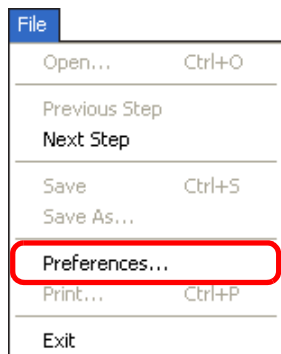 File
Open... Ctrl+O
Previous Step
Next Step
Save Ctrl+S
Save As...
Preferences...
Print... Ctrl+P
Exit